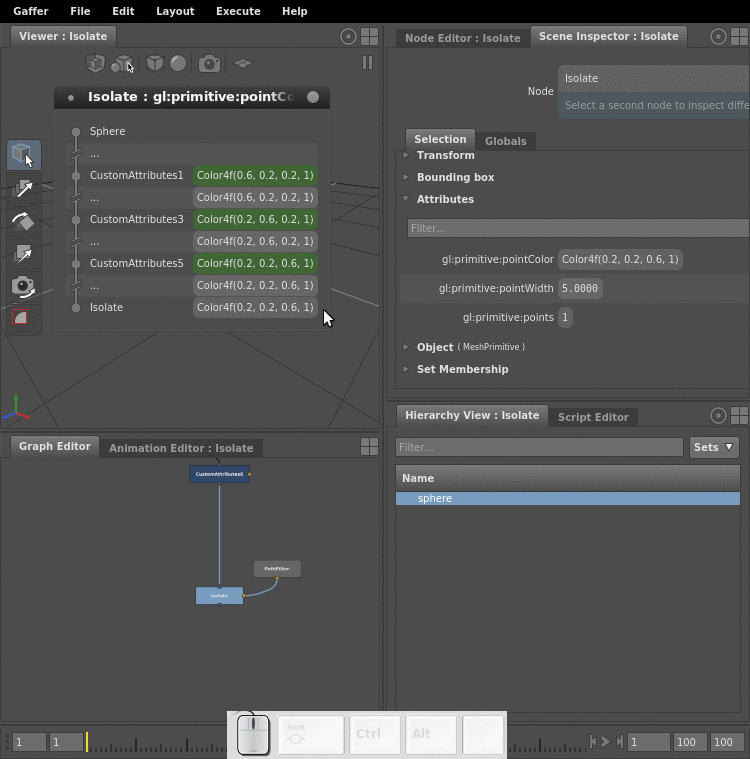 Gaffer File Edit Layout Execute Help
Viewer : Isolate
Node Editor : Isolate Scene Inspector : Isolate
Isolate : gl:primitive:pointCo
Sphere
...
CustomAttributes1 Color4f(0.6, 0.2, 0.2, 1)
... Color4f(0.6, 0.2, 0.2, 1)
CustomAttributes3 Color4f(0.2, 0.6, 0.2, 1)
... Color4f(0.2, 0.6, 0.2, 1)
CustomAttributes5 Color4f(0.2, 0.2, 0.6, 1)
... Color4f(0.2, 0.2, 0.6, 1)
Isolate Color4f(0.2, 0.2, 0.6, 1)
Node Isolate
Select a second node to inspect diffe
Selection Globals
Transform
Bounding box
Attributes
Filter...
gl:primitive:pointColor Color4f(0.2, 0.2, 0.6, 1)
gl:primitive:pointWidth 5.0000
gl:primitive:points 1
Object ( MeshPrimitive )
Set Membership
Graph Editor Animation Editor : Isolate
CustomAttributes6
PathFilter
Isolate
Hierarchy View : Isolate Script Editor
Filter... Sets
Name
sphere
Shift Ctrl Alt
1 1 1 100 100